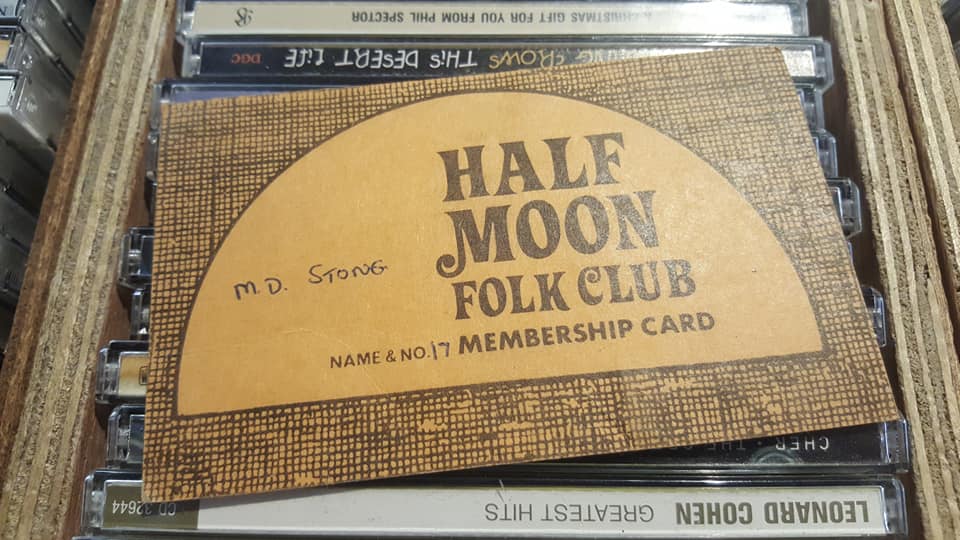 A CHRISTMAS GIFT FOR YOU FROM PHIL SPECTOR
CROWS THIS DESERT LIFE DGC
HALF
MOON
FOLK CLUB
M.D. STONG
NAME & NO. 17 MEMBERSHIP CARD
CHER
LEONARD COHEN GREATEST HITS CD 32644